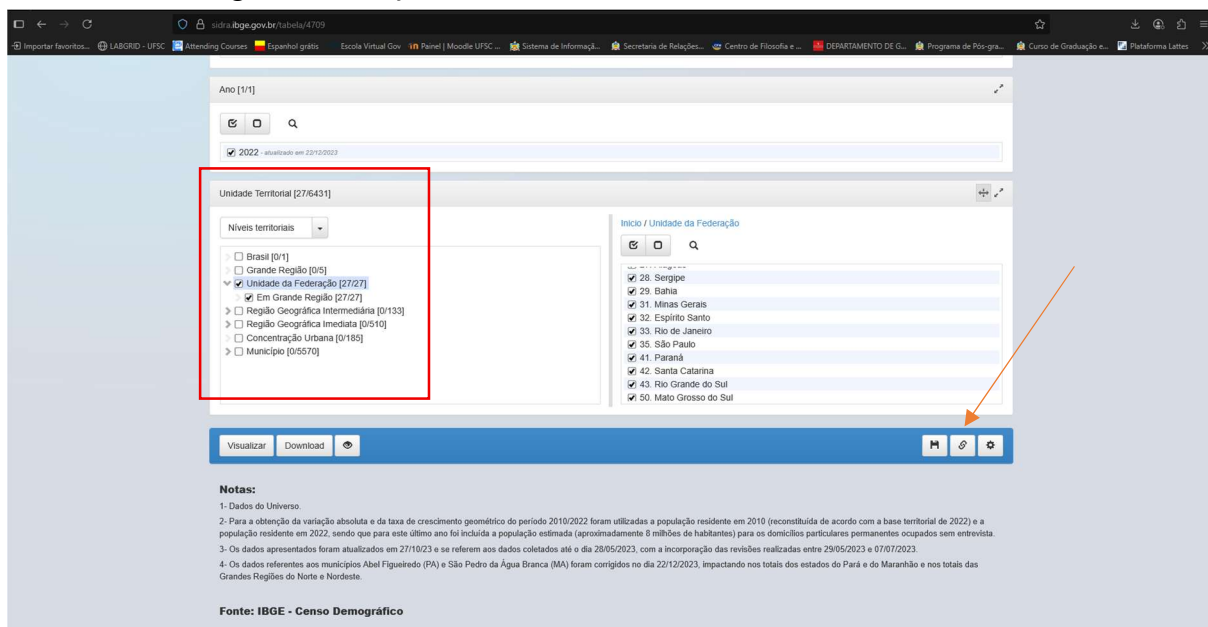 sidra.ibge.gov.br/tabela/4709
Importar favoritos... LABGRID - UFSC Attending Courses Espanhol grátis Escola Virtual Gov Painel | Moodle UFSC ... Sistema de Informaçã... Secretaria de Relações... Centro de Filosofia e ... DEPARTAMENTO DE G... Programa de Pós-gra... Curso de Graduação e... Plataforma Lattes
Ano [1/1]
2022 - atualizado em 22/12/2023
Unidade Territorial [27/6431]
Níveis territoriais
Brasil [0/1]
Grande Região [0/5]
Unidade da Federação [27/27]
Em Grande Região [27/27]
Região Geográfica Intermediária [0/133]
Região Geográfica Imediata [0/510]
Concentração Urbana [0/185]
Município [0/5570]
Inicio / Unidade da Federação
28. Sergipe
29. Bahia
31. Minas Gerais
32. Espírito Santo
33. Rio de Janeiro
35. São Paulo
41. Paraná
42. Santa Catarina
43. Rio Grande do Sul
50. Mato Grosso do Sul
Visualizar Download
Notas:
1- Dados do Universo.
2- Para a obtenção da variação absoluta e da taxa de crescimento geométrico do período 2010/2022 foram utilizadas a população residente em 2010 (reconstituída de acordo com a base territorial de 2022) e a
população residente em 2022, sendo que para este último ano foi incluída a população estimada (aproximadamente 8 milhões de habitantes) para os domicílios particulares permanentes ocupados sem entrevista.
3- Os dados apresentados foram atualizados em 27/10/23 e se referem aos dados coletados até o dia 28/05/2023, com a incorporação das revisões realizadas entre 29/05/2023 e 07/07/2023.
4- Os dados referentes aos municípios Abel Figueiredo (PA) e São Pedro da Água Branca (MA) foram corrigidos no dia 22/12/2023, impactando nos totais dos estados do Pará e do Maranhão e nos totais das
Grandes Regiões do Norte e Nordeste.
Fonte: IBGE - Censo Demográfico